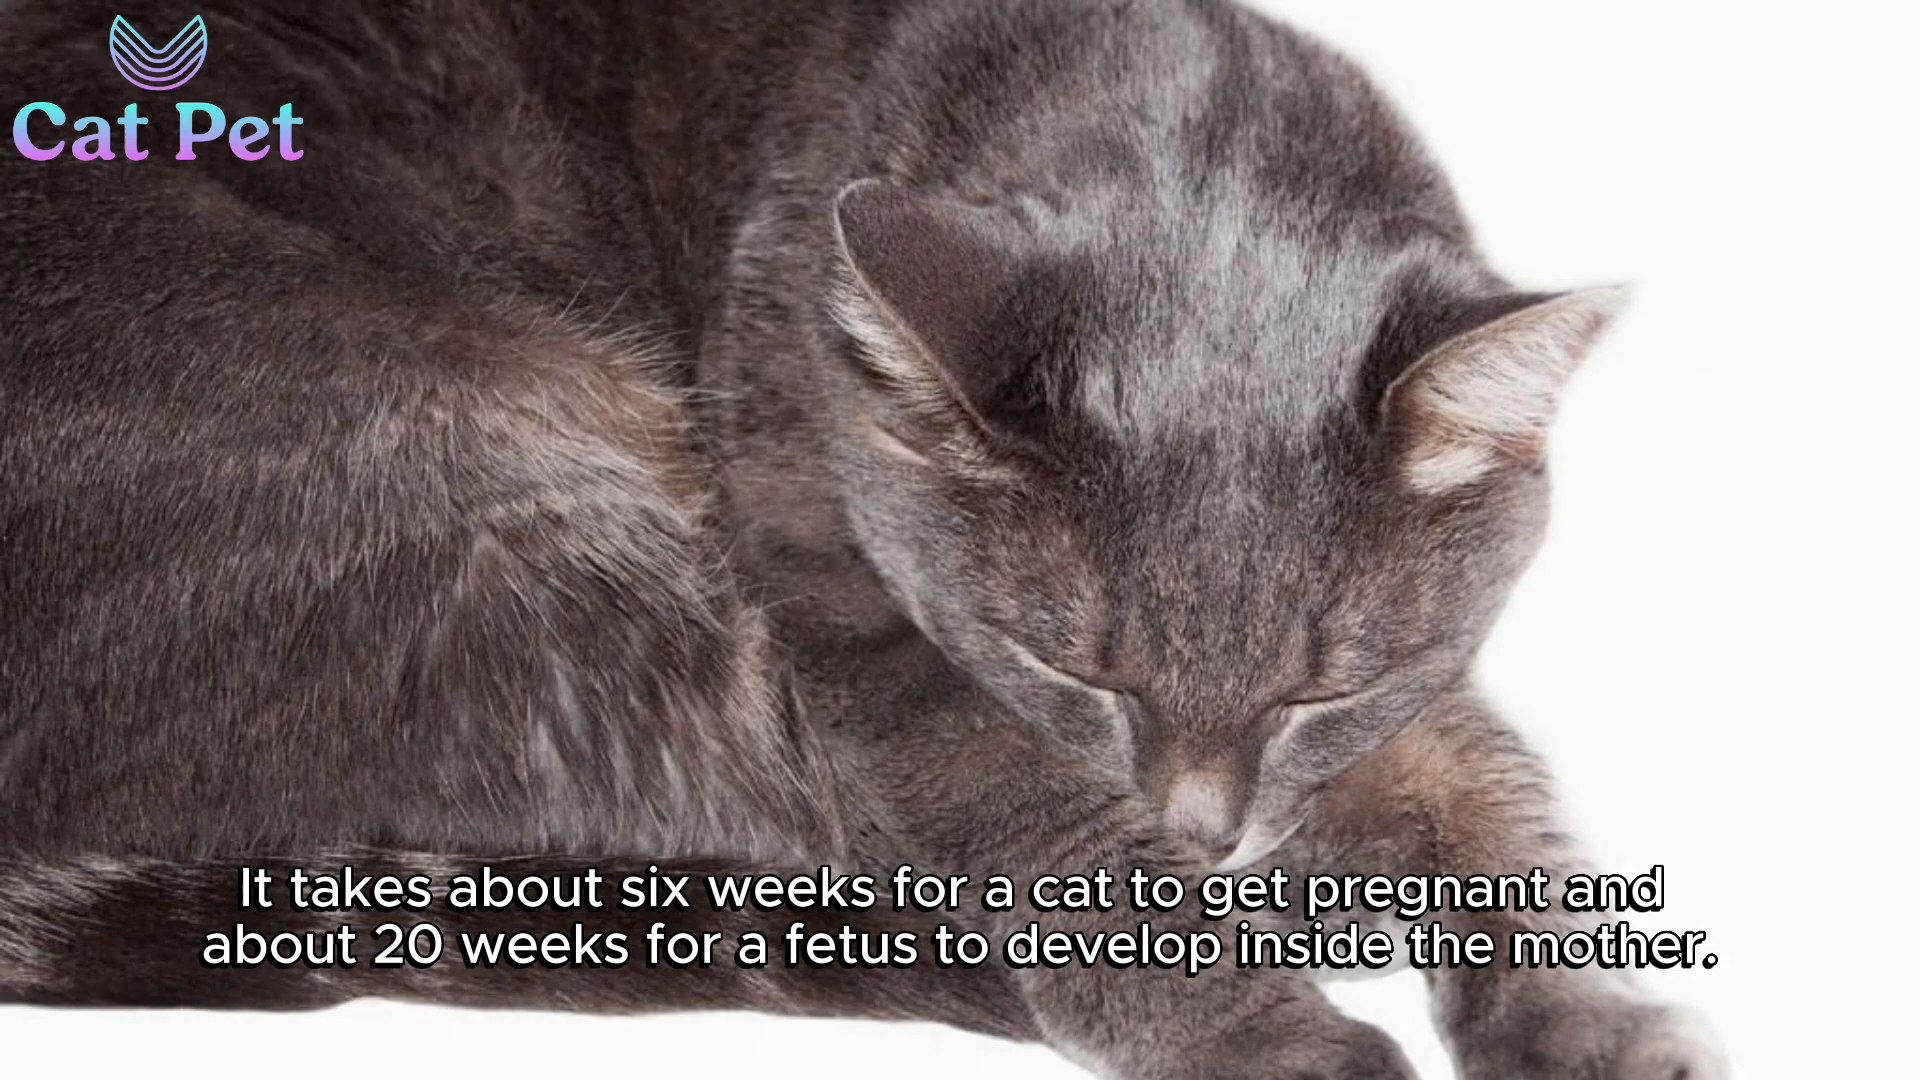 Cat Pet
It takes about six weeks for a cat to get pregnant and
about 20 weeks for a fetus to develop inside the mother.